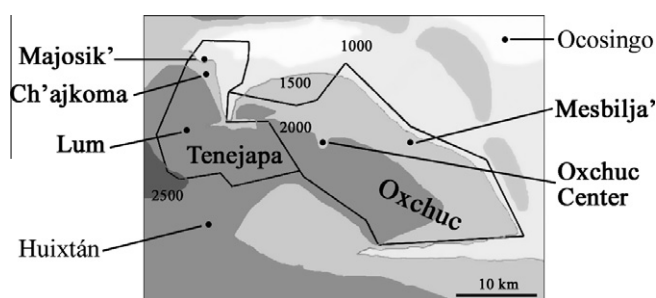 Majosik’
Ch’ajkoma
Lum
Huixtán
1000
1500
2000
2500
Tenejapa
Oxchuc
Ocosingo
Mesbilja’
Oxchuc
Center
10 km